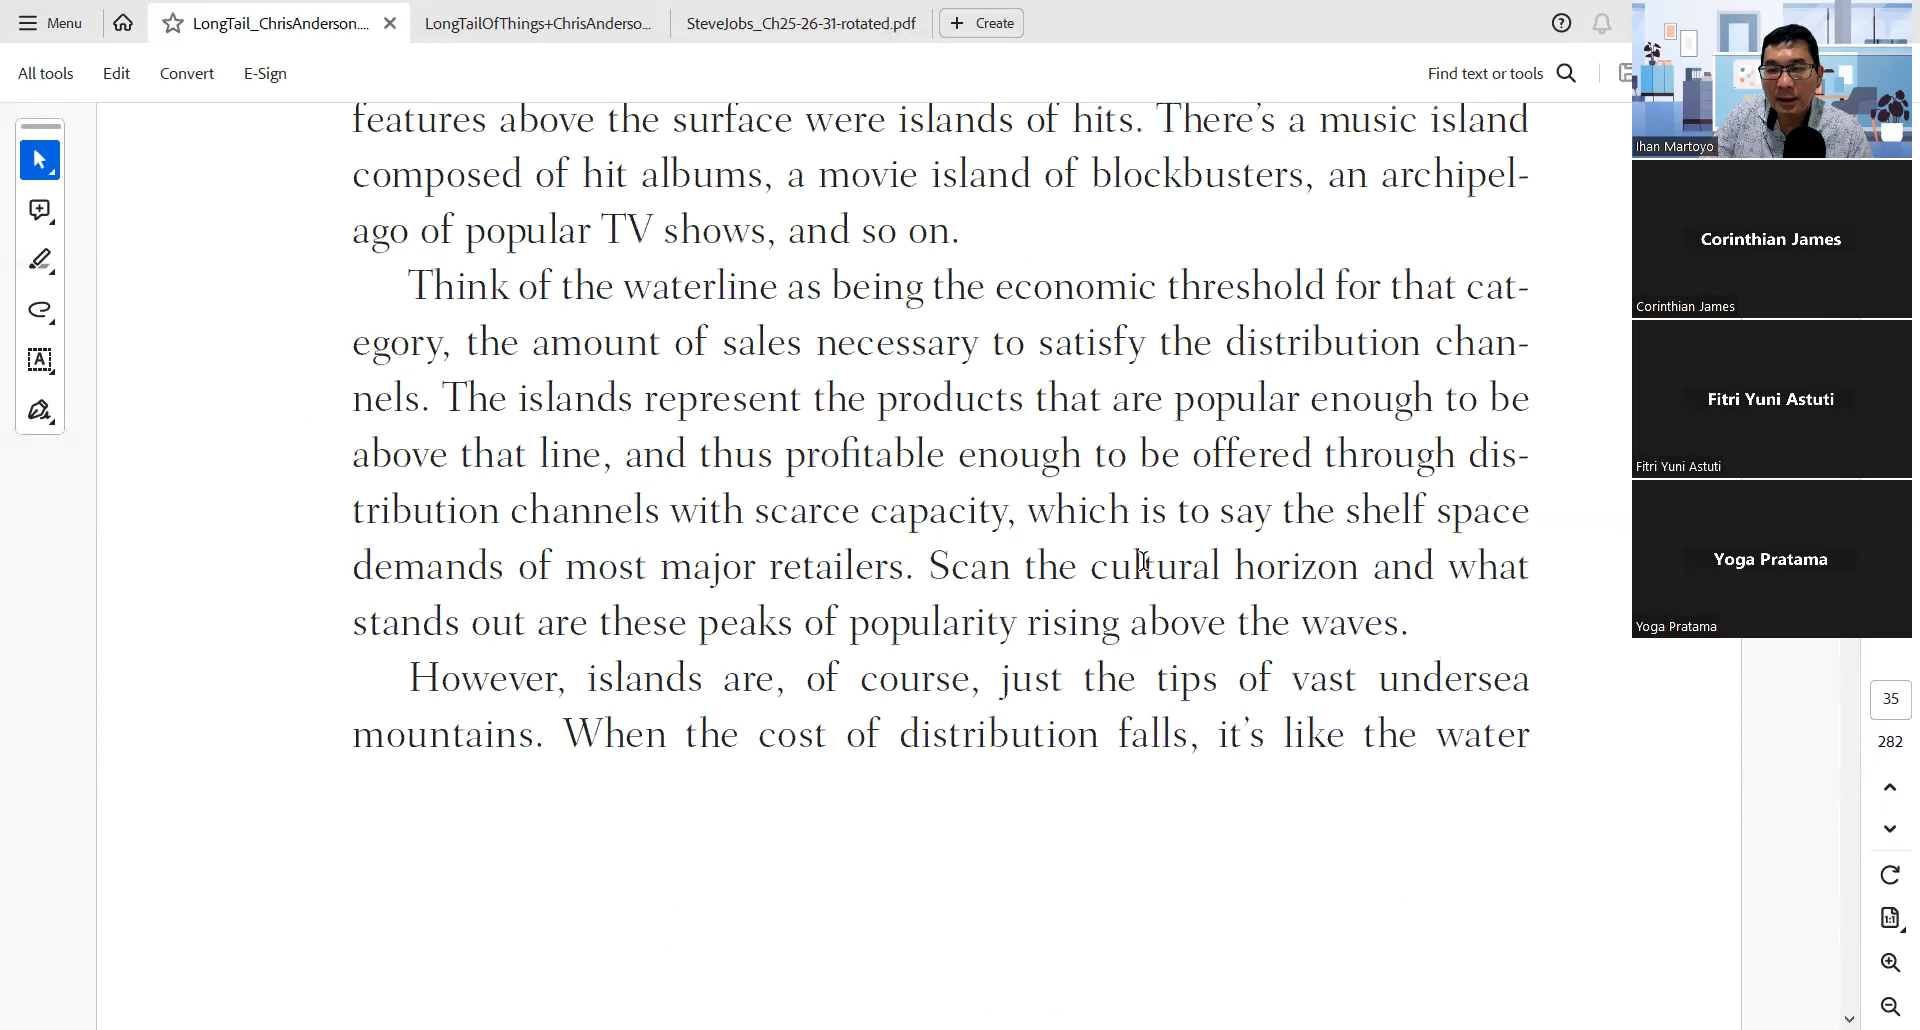 Menu
LongTail_ChrisAnderson....
LongTailOfThings+ChrisAnderso...
SteveJobs_Ch25-26-31-rotated.pdf
Create
All tools
Edit
Convert
E-Sign
Find text or tools
features above the surface were islands of hits. There's a music island
composed of hit albums, a movie island of blockbusters, an archipel-
ago of popular TV shows, and so on.
Think of the waterline as being the economic threshold for that cat-
egory, the amount of sales necessary to satisfy the distribution chan-
nels. The islands represent the products that are popular enough to be
above that line, and thus profitable enough to be offered through dis-
tribution channels with scarce capacity, which is to say the shelf space
demands of most major retailers. Scan the cultural horizon and what
stands out are these peaks of popularity rising above the waves.
However, islands are, of course, just the tips of vast undersea
mountains. When the cost of distribution falls, it's like the water
Ihan Martoyo
Corinthian James
Corinthian James
Fitri Yuni Astuti
Fitri Yuni Astuti
Yoga Pratama
Yoga Pratama
35
282
1:1